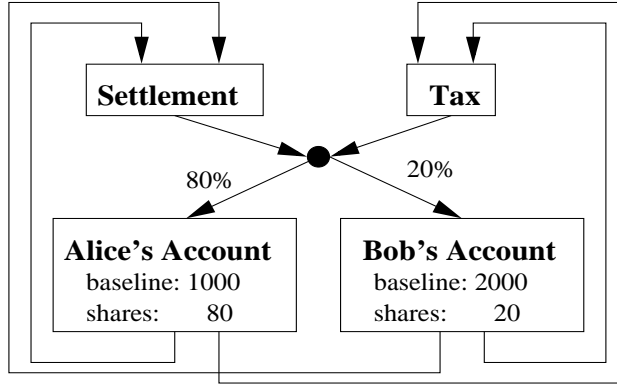 Settlement
Tax
80%
20%
Alice's Account
baseline: 1000
shares: 80
Bob's Account
baseline: 2000
shares: 20